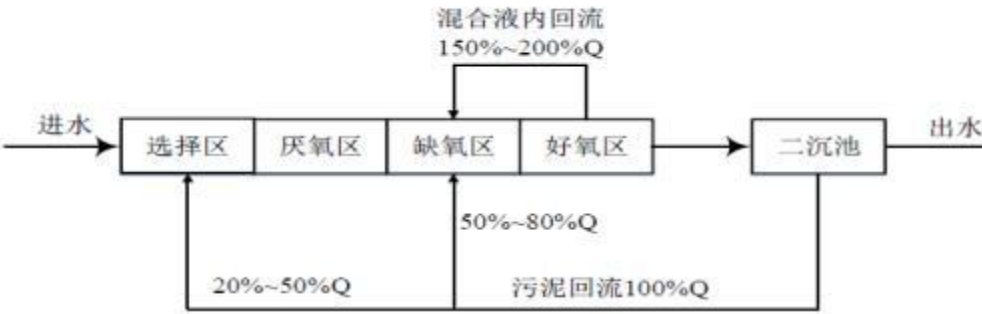 混合液内回流
150%~200%Q
进水
选择区
厌氧区
缺氧区
好氧区
二沉池
出水
50%~80%Q
20%~50%Q
污泥回流100%Q